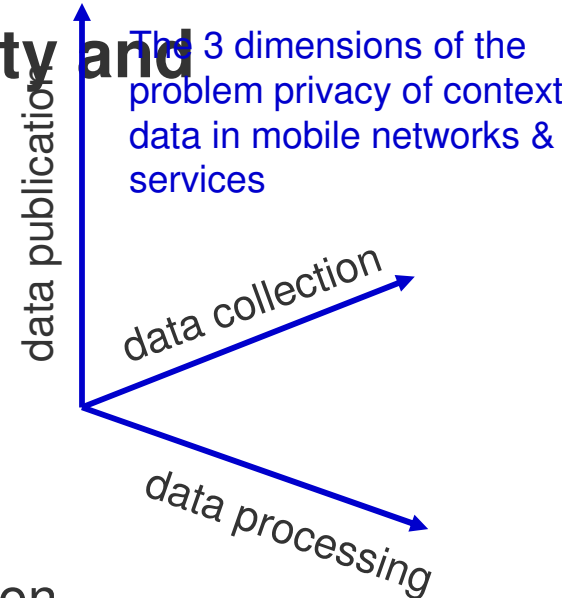 ty and
The 3 dimensions of the
problem privacy of context
data in mobile networks &
services
data publication
data collection
data processing
on